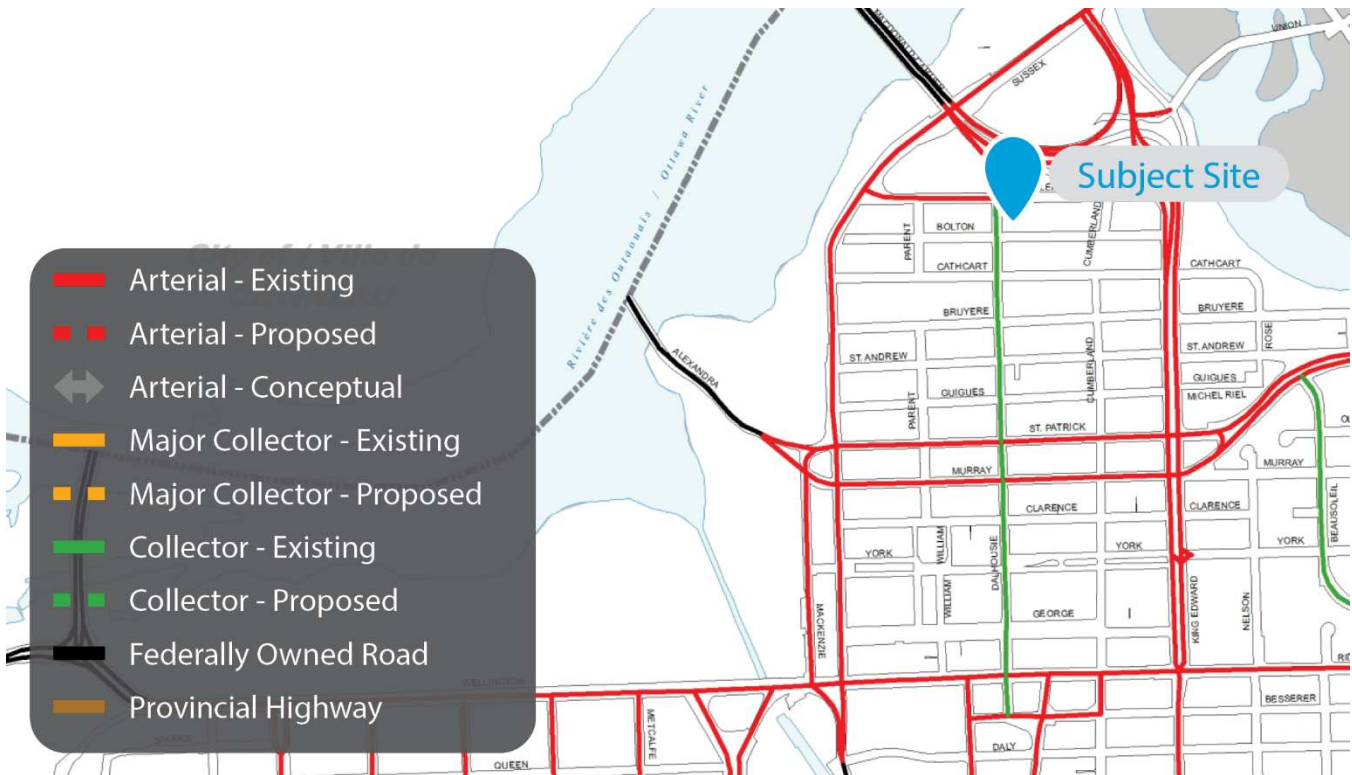 MACDONALD-CARTIER
UNION
SUSSEX
Rivière des Outaouais / Ottawa River
Subject Site
BOLTON
PARENT
CUMBERLAND
CATHCART
CATHCART
BRUYERE
BRUYERE
ST. ANDREW
CUMBERLAND
ST. ANDREW
ROSE
ALEXANDRA
GUIGUES
GUIGUES
MICHEL RIEL
PARENT
ST. PATRICK
MURRAY
MURRAY
CLARENCE
CLARENCE
BEAUSOLEIL
YORK
WILLIAM
DALHOUSIE
YORK
YORK
WILLIAM
GEORGE
MACKENZIE
KING EDWARD
NELSON
WELLINGTON
BESSERER
METCALFE
DALY
SPARKS
QUEEN
Arterial - Existing
Arterial - Proposed
Arterial - Conceptual
Major Collector - Existing
Major Collector - Proposed
Collector - Existing
Collector - Proposed
Federally Owned Road
Provincial Highway